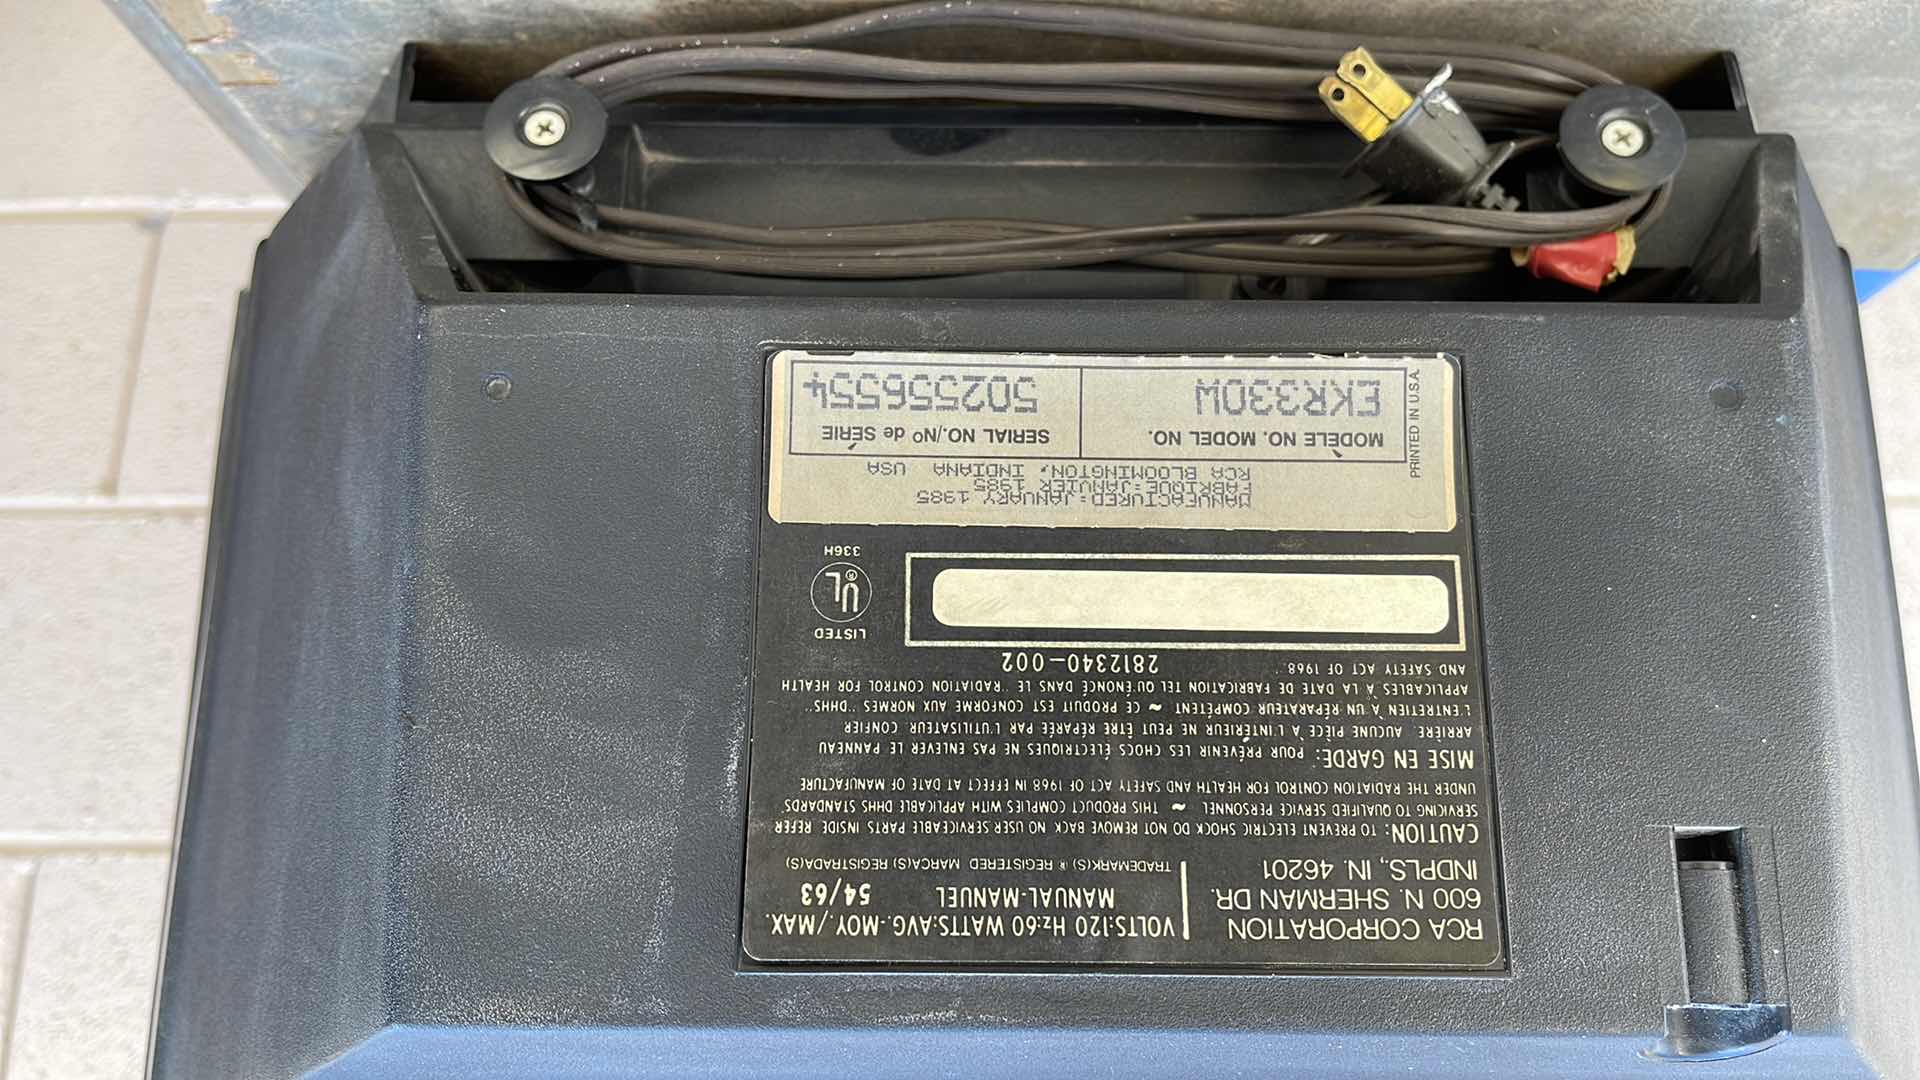 RCA CORPORATION
600 N. SHERMAN DR.
INDPLS., IN. 46201
VOLTS:120 Hz:60 WATTS:AVG.-MOY./MAX.
MANUAL-MANUEL 54/63
TRADEMARK(S) ® REGISTERED MARCA(S) REGISTRADA(S)
CAUTION: TO PREVENT ELECTRIC SHOCK DO NOT REMOVE BACK. NO USER SERVICEABLE PARTS INSIDE. REFER
SERVICING TO QUALIFIED SERVICE PERSONNEL ~ THIS PRODUCT COMPLIES WITH APPLICABLE DHHS STANDARDS
UNDER THE RADIATION CONTROL FOR HEALTH AND SAFETY ACT OF 1968 IN EFFECT AT DATE OF MANUFACTURE
MISE EN GARDE: POUR PRÉVENIR LES CHOCS ÉLECTRIQUES NE PAS ENLEVER LE PANNEAU
ARRIÈRE. AUCUNE PIÈCE À L'INTÉRIEUR NE PEUT ÊTRE RÉPARÉE PAR L'UTILISATEUR. CONFIER
L'ENTRETIEN À UN RÉPARATEUR COMPÉTENT ~ CE PRODUIT EST CONFORME AUX NORMES "DHHS"
APPLICABLES À LA DATE DE FABRICATION TEL QU'ÉNONCÉ DANS LE "RADIATION CONTROL FOR HEALTH
AND SAFETY ACT OF 1968".
2812340-002
LISTED
UL®
336H
MANUFACTURED:JANUARY 1985
FABRIQUE:JANVIER 1985
RCA BLOOMINGTON, INDIANA USA
MODÈLE NO. MODEL NO.
EKR330W
SERIAL NO./Nº de SÉRIE
502556554
PRINTED IN U.S.A.